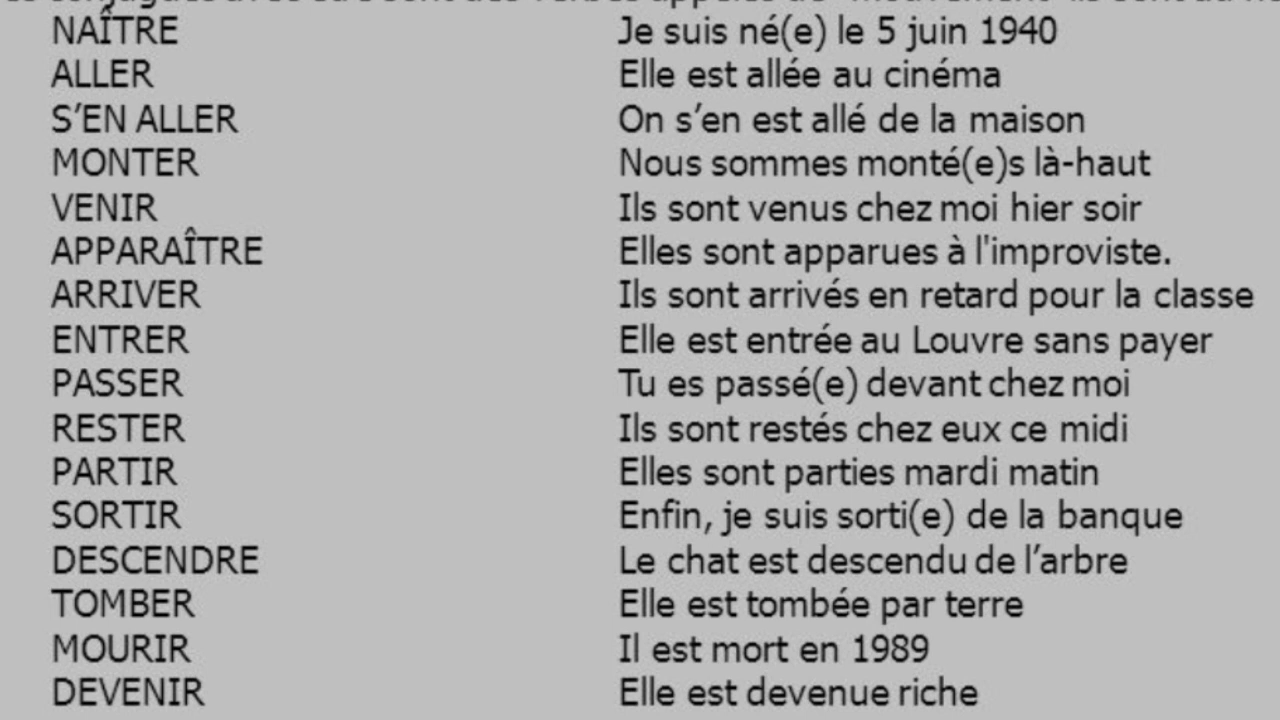 NAÎTRE Je suis né(e) le 5 juin 1940
ALLER Elle est allée au cinéma
S’EN ALLER On s’en est allé de la maison
MONTER Nous sommes monté(e)s là-haut
VENIR Ils sont venus chez moi hier soir
APPARAÎTRE Elles sont apparues à l'improviste.
ARRIVER Ils sont arrivés en retard pour la classe
ENTRER Elle est entrée au Louvre sans payer
PASSER Tu es passé(e) devant chez moi
RESTER Ils sont restés chez eux ce midi
PARTIR Elles sont parties mardi matin
SORTIR Enfin, je suis sorti(e) de la banque
DESCENDRE Le chat est descendu de l’arbre
TOMBER Elle est tombée par terre
MOURIR Il est mort en 1989
DEVENIR Elle est devenue riche